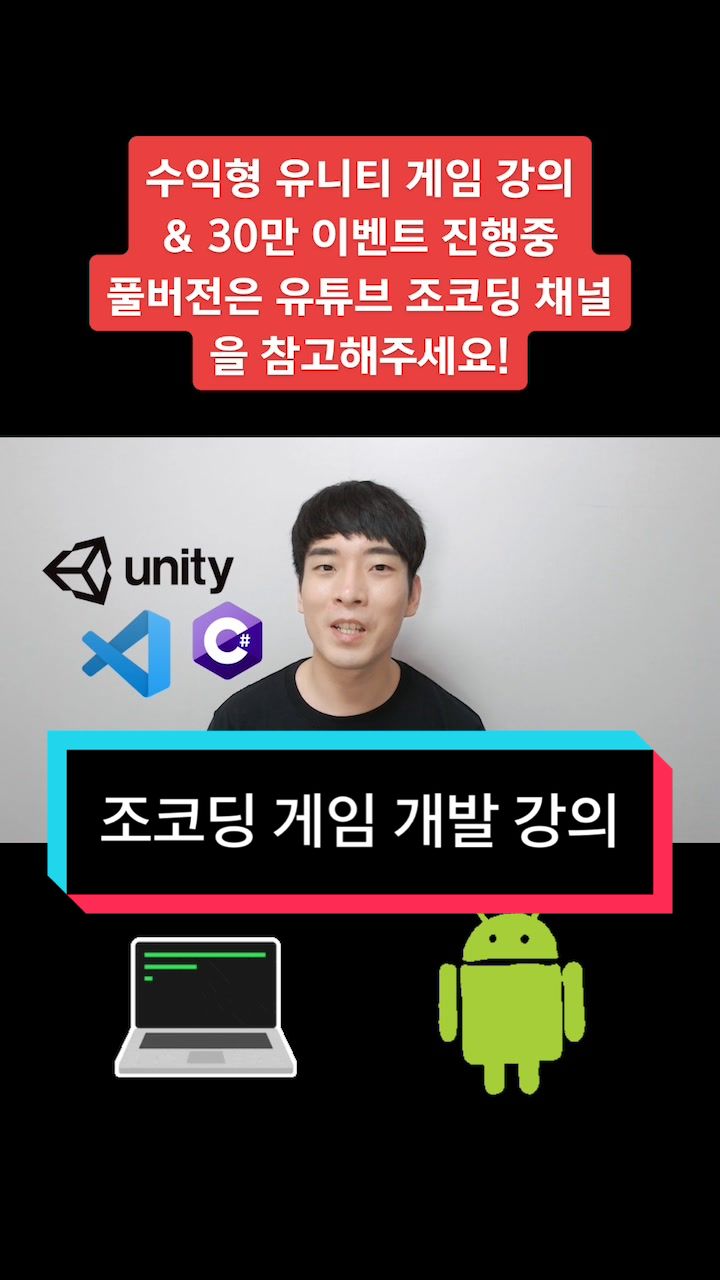 수익형 유니티 게임 강의
& 30만 이벤트 진행중
풀버전은 유튜브 조코딩 채널
을 참고해주세요!
unity
C#
조코딩 게임 개발 강의